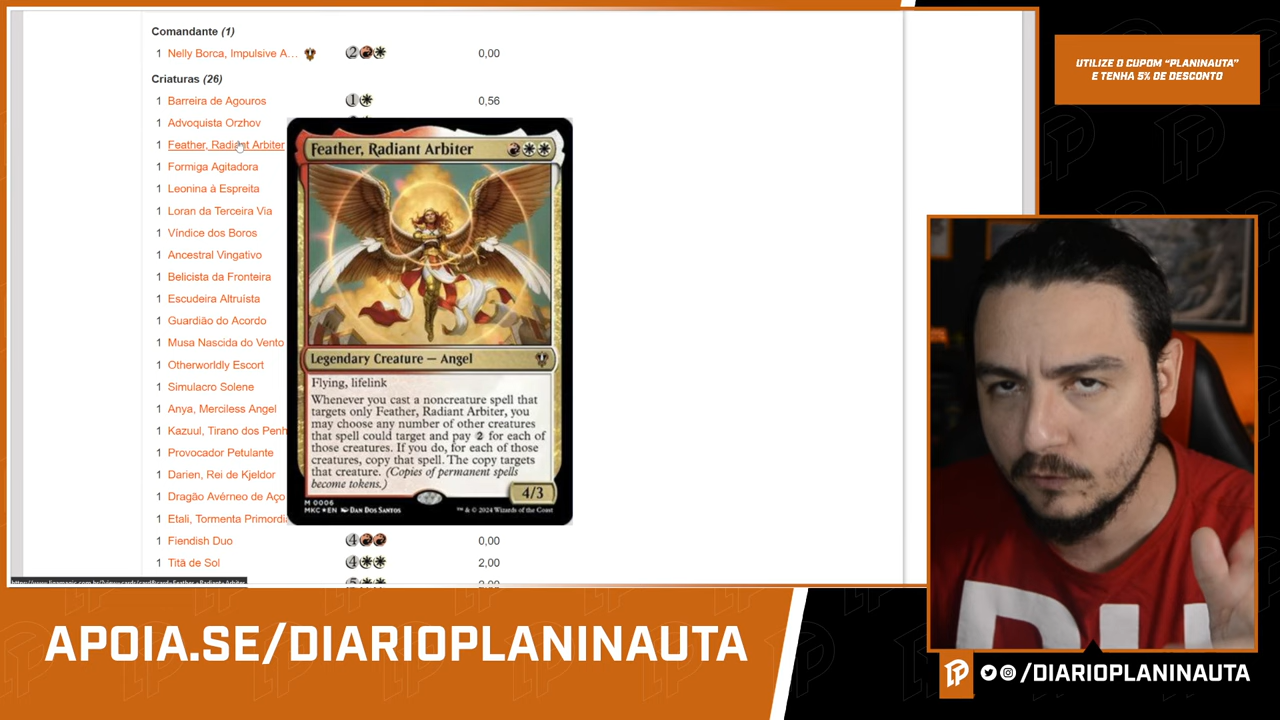 Comandante (1)
1 Nelly Borca, Impulsive A... 2 0,00
Criaturas (26)
1 Barreira de Agouros 1 0,56
1 Advoquista Orzhov
1 Feather, Radiant Arbiter
1 Formiga Agitadora
1 Leonina à Espreita
1 Loran da Terceira Via
1 Víndice dos Boros
1 Ancestral Vingativo
1 Belicista da Fronteira
1 Escudeira Altruísta
1 Guardião do Acordo
1 Musa Nascida do Vento
1 Otherworldly Escort
1 Simulacro Solene
1 Anya, Merciless Angel
1 Kazuul, Tirano dos Penh
1 Provocador Petulante
1 Darien, Rei de Kjeldor
1 Dragão Avérneo de Aço
1 Etali, Tormenta Primordi
1 Fiendish Duo 4 0,00
1 Titã de Sol 4 2,00
Feather, Radiant Arbiter
Legendary Creature — Angel
Flying, lifelink
Whenever you cast a noncreature spell that
targets only Feather, Radiant Arbiter, you
may choose any number of other creatures
that spell could target and pay 2 for each of
those creatures. If you do, for each of those
creatures, copy that spell. The copy targets
that creature. (Copies of permanent spells
become tokens.)
4/3
M 0006
MKC • EN DAN DOS SANTOS
™ & © 2024 Wizards of the Coast
UTILIZE O CUPOM “PLANINAUTA”
E TENHA 5% DE DESCONTO
APOIA.SE/DIARIOPLANINAUTA
/DIARIOPLANINAUTA